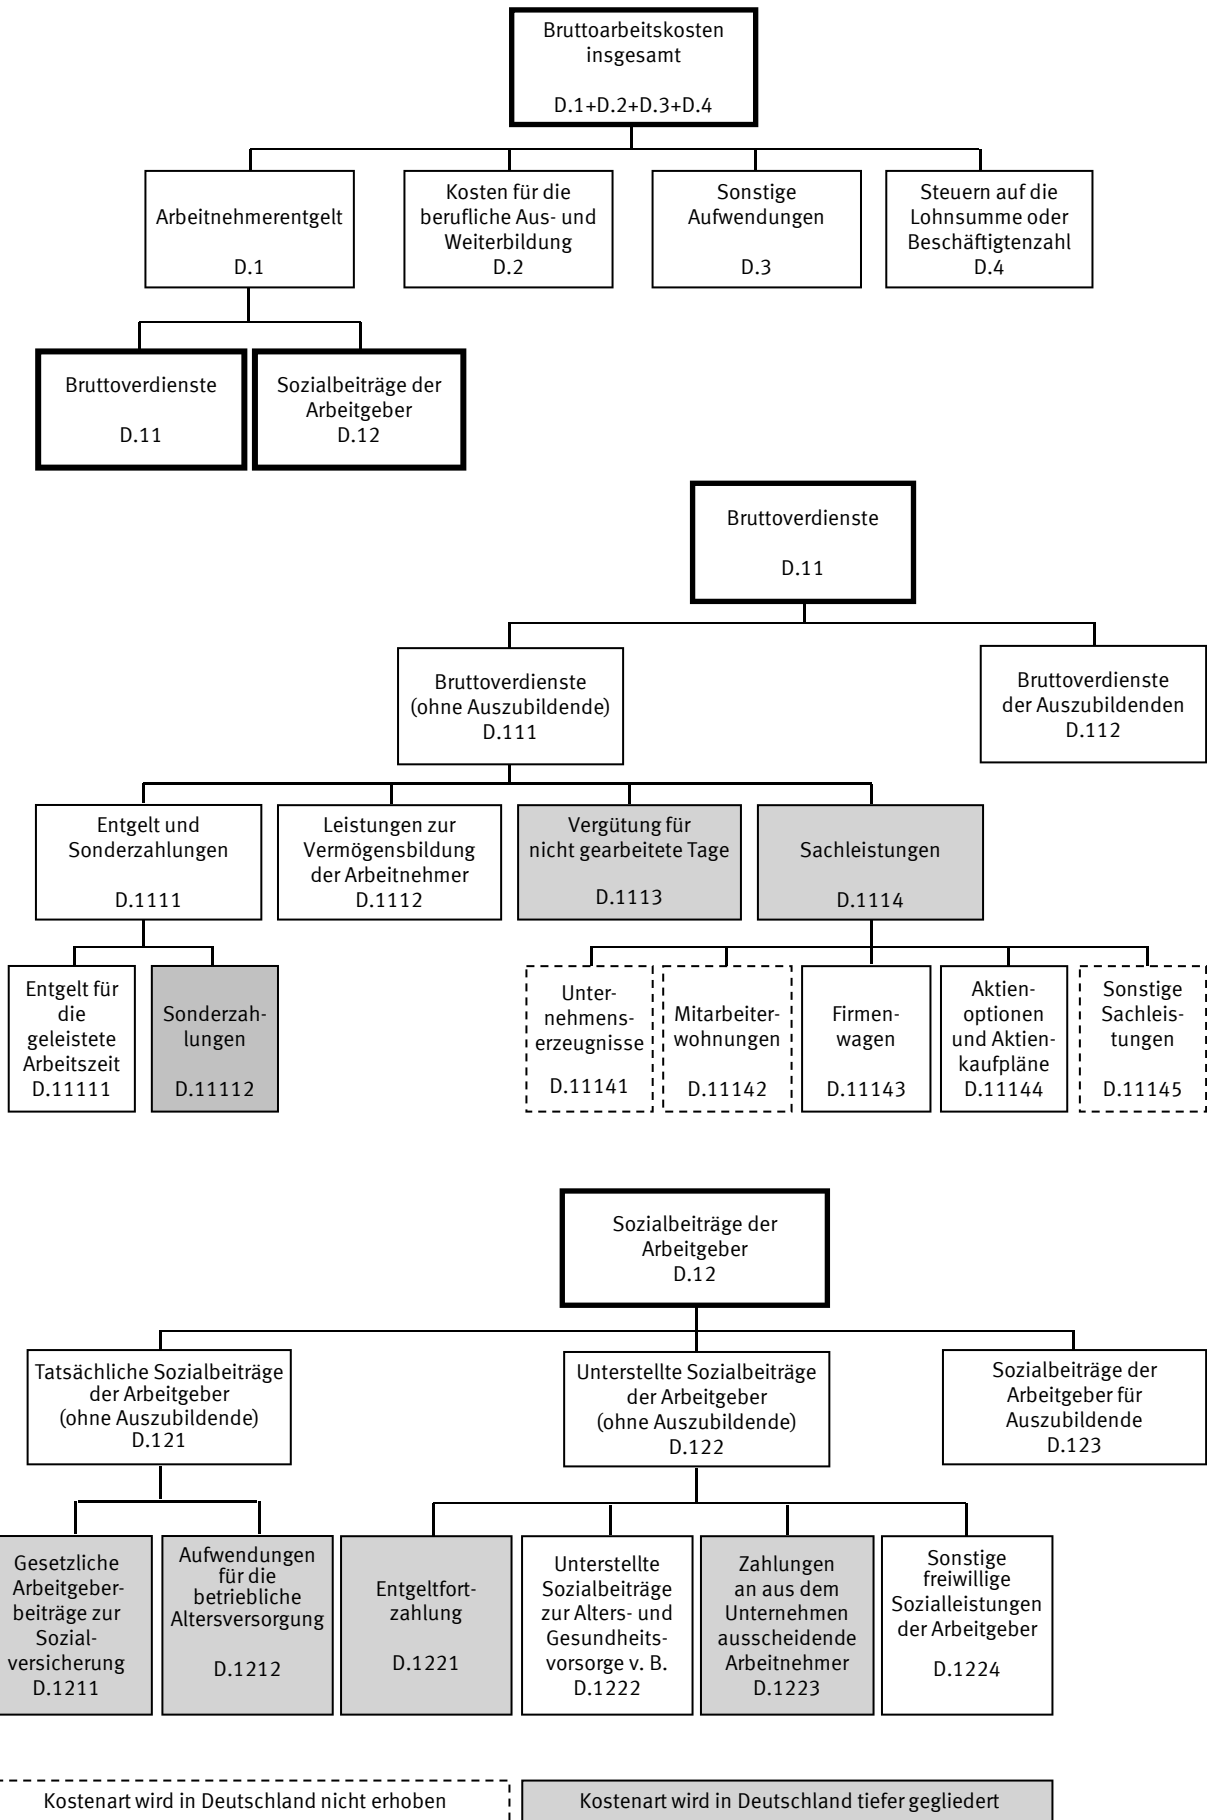 Bruttoarbeitskosten
insgesamt
D.1+D.2+D.3+D.4
Arbeitnehmerentgelt
D.1
Kosten für die
berufliche Aus- und
Weiterbildung
D.2
Sonstige
Aufwendungen
D.3
Steuern auf die
Lohnsumme oder
Beschäftigtenzahl
D.4
Bruttoverdienste
D.11
Sozialbeiträge der
Arbeitgeber
D.12
Bruttoverdienste
D.11
Bruttoverdienste
(ohne Auszubildende)
D.111
Bruttoverdienste
der Auszubildenden
D.112
Entgelt und
Sonderzahlungen
D.1111
Leistungen zur
Vermögensbildung
der Arbeitnehmer
D.1112
Vergütung für
nicht gearbeitete Tage
D.1113
Sachleistungen
D.1114
Entgelt für
die
geleistete
Arbeitszeit
D.11111
Sonderzah-
lungen
D.11112
Unter-
nehmens-
erzeugnisse
D.11141
Mitarbeiter-
wohnungen
D.11142
Firmen-
wagen
D.11143
Aktien-
optionen
und Aktien-
kaufpläne
D.11144
Sonstige
Sachleis-
tungen
D.11145
Sozialbeiträge der
Arbeitgeber
D.12
Tatsächliche Sozialbeiträge
der Arbeitgeber
(ohne Auszubildende)
D.121
Unterstellte Sozialbeiträge
der Arbeitgeber
(ohne Auszubildende)
D.122
Sozialbeiträge der
Arbeitgeber für
Auszubildende
D.123
Gesetzliche
Arbeitgeber-
beiträge zur
Sozial-
versicherung
D.1211
Aufwendungen
für die
betriebliche
Altersversorgung
D.1212
Entgeltfort-
zahlung
D.1221
Unterstellte
Sozialbeiträge
zur Alters- und
Gesundheits-
vorsorge v. B.
D.1222
Zahlungen
an aus dem
Unternehmen
ausscheidende
Arbeitnehmer
D.1223
Sonstige
freiwillige
Sozialleistungen
der Arbeitgeber
D.1224
Kostenart wird in Deutschland nicht erhoben
Kostenart wird in Deutschland tiefer gegliedert